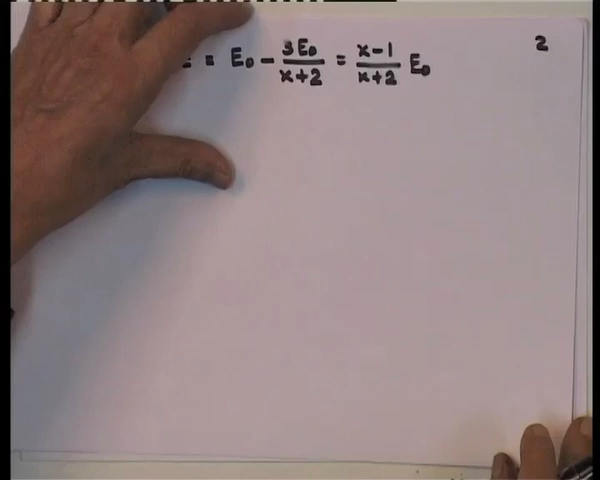 2
= E₀ - 3E₀/x+2 = x-1/x+2 E₀